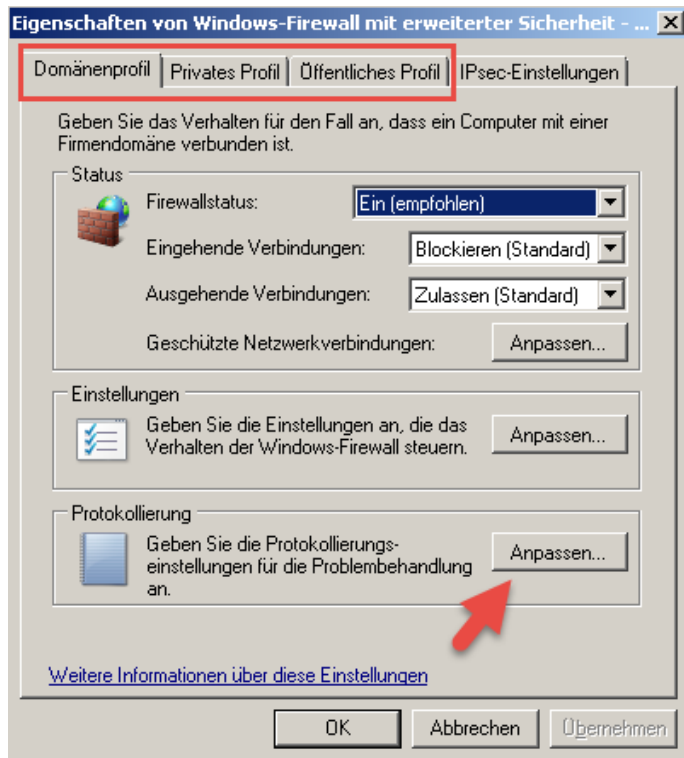 Eigenschaften von Windows-Firewall mit erweiterter Sicherheit - ...
Domänenprofil Privates Profil Öffentliches Profil IPsec-Einstellungen
Geben Sie das Verhalten für den Fall an, dass ein Computer mit einer
Firmendomäne verbunden ist.
Status
Firewallstatus: Ein (empfohlen)
Eingehende Verbindungen: Blockieren (Standard)
Ausgehende Verbindungen: Zulassen (Standard)
Geschützte Netzwerkverbindungen: Anpassen...
Einstellungen
Geben Sie die Einstellungen an, die das
Verhalten der Windows-Firewall steuern.
Anpassen...
Protokollierung
Geben Sie die Protokollierungs-
einstellungen für die Problembehandlung
an.
Anpassen...
Weitere Informationen über diese Einstellungen
OK Abbrechen Übernehmen